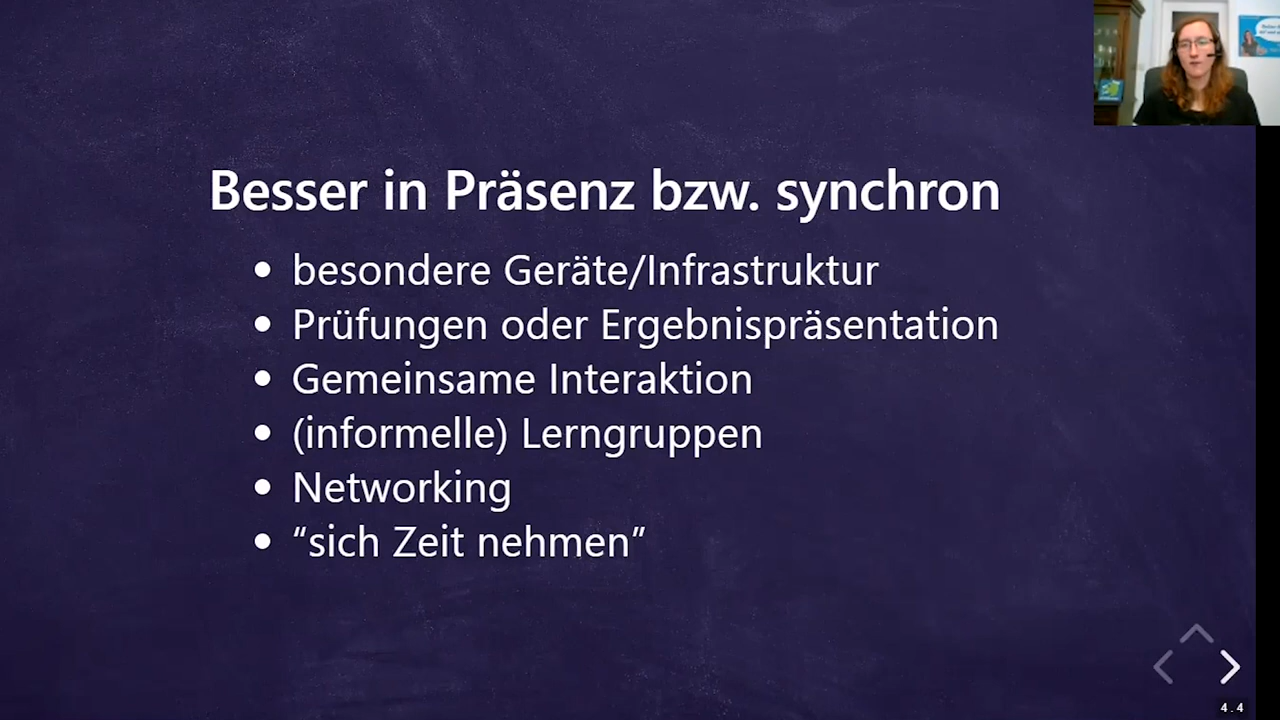 Besser in Präsenz bzw. synchron
besondere Geräte/Infrastruktur
Prüfungen oder Ergebnispräsentation
Gemeinsame Interaktion
(informelle) Lerngruppen
Networking
“sich Zeit nehmen”
4.4